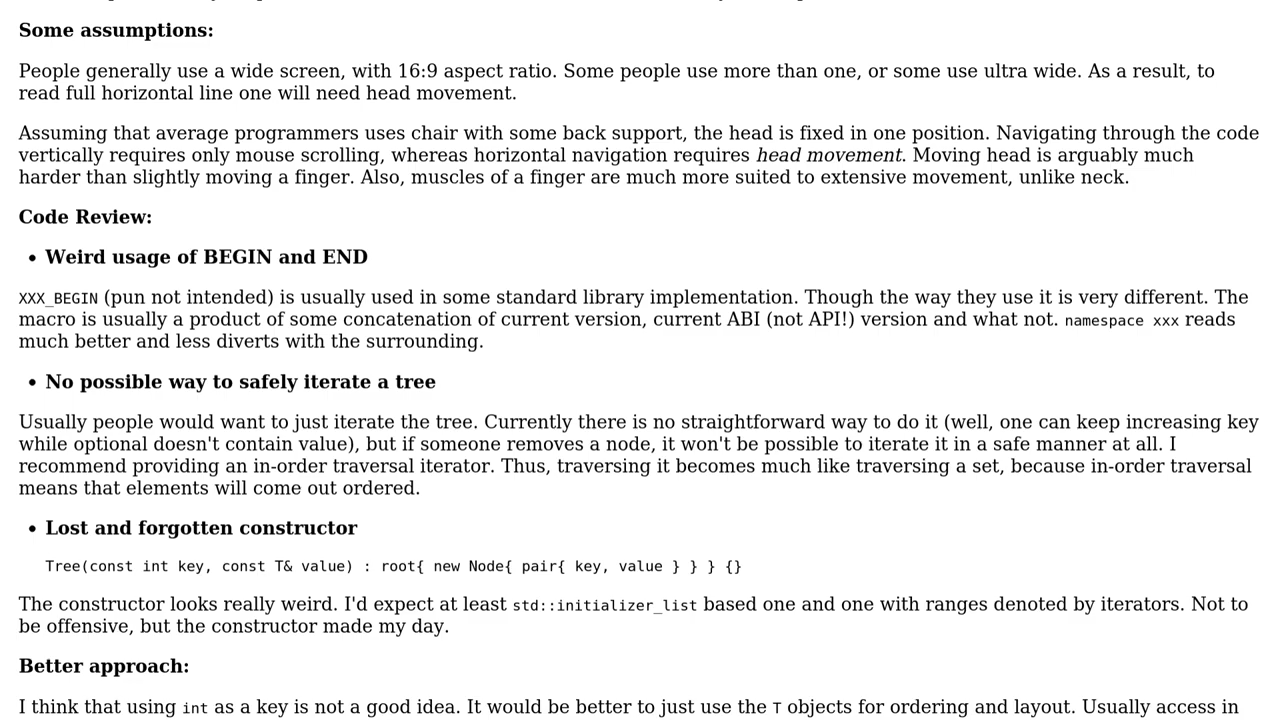 Some assumptions:
People generally use a wide screen, with 16:9 aspect ratio. Some people use more than one, or some use ultra wide. As a result, to
read full horizontal line one will need head movement.
Assuming that average programmers uses chair with some back support, the head is fixed in one position. Navigating through the code
vertically requires only mouse scrolling, whereas horizontal navigation requires head movement. Moving head is arguably much
harder than slightly moving a finger. Also, muscles of a finger are much more suited to extensive movement, unlike neck.
Code Review:
• Weird usage of BEGIN and END
XXX_BEGIN (pun not intended) is usually used in some standard library implementation. Though the way they use it is very different. The
macro is usually a product of some concatenation of current version, current ABI (not API!) version and what not. namespace xxx reads
much better and less diverts with the surrounding.
• No possible way to safely iterate a tree
Usually people would want to just iterate the tree. Currently there is no straightforward way to do it (well, one can keep increasing key
while optional doesn't contain value), but if someone removes a node, it won't be possible to iterate it in a safe manner at all. I
recommend providing an in-order traversal iterator. Thus, traversing it becomes much like traversing a set, because in-order traversal
means that elements will come out ordered.
• Lost and forgotten constructor
Tree(const int key, const T& value) : root{ new Node{ pair{ key, value } } } {}
The constructor looks really weird. I'd expect at least std::initializer_list based one and one with ranges denoted by iterators. Not to
be offensive, but the constructor made my day.
Better approach:
I think that using int as a key is not a good idea. It would be better to just use the T objects for ordering and layout. Usually access in